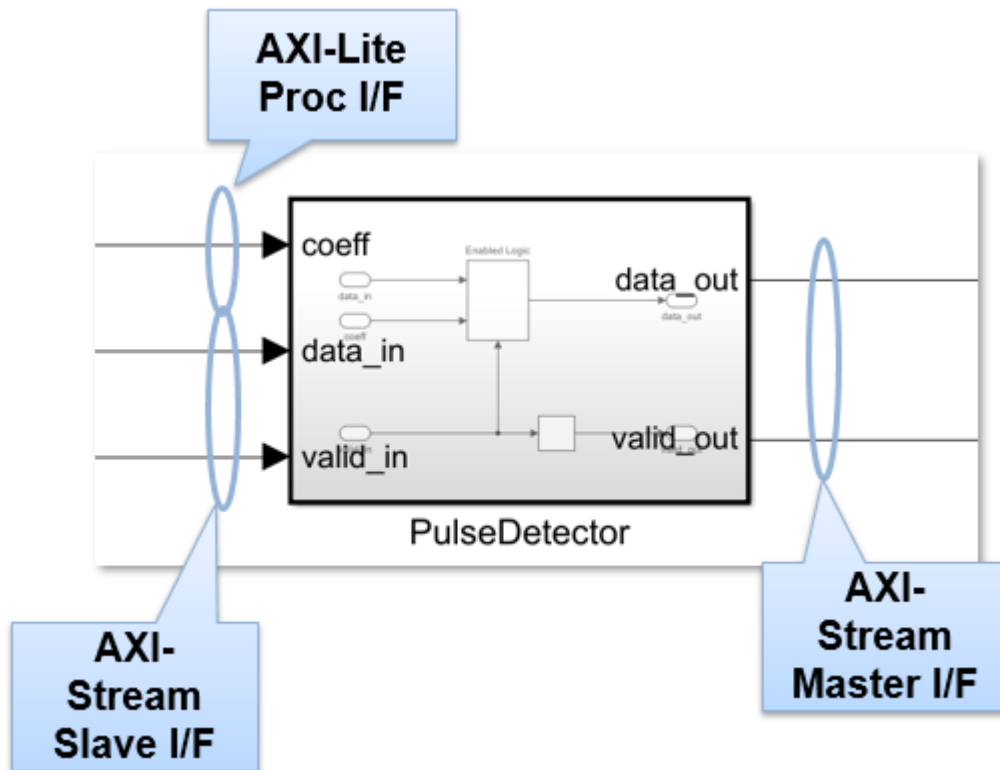 AXI-Lite
Proc I/F
coeff
Enabled Logic
data_out
data_in
data_out
coeff
data_in
valid_out
valid_in
PulseDetector
AXI-
Stream
Slave I/F
AXI-
Stream
Master I/F